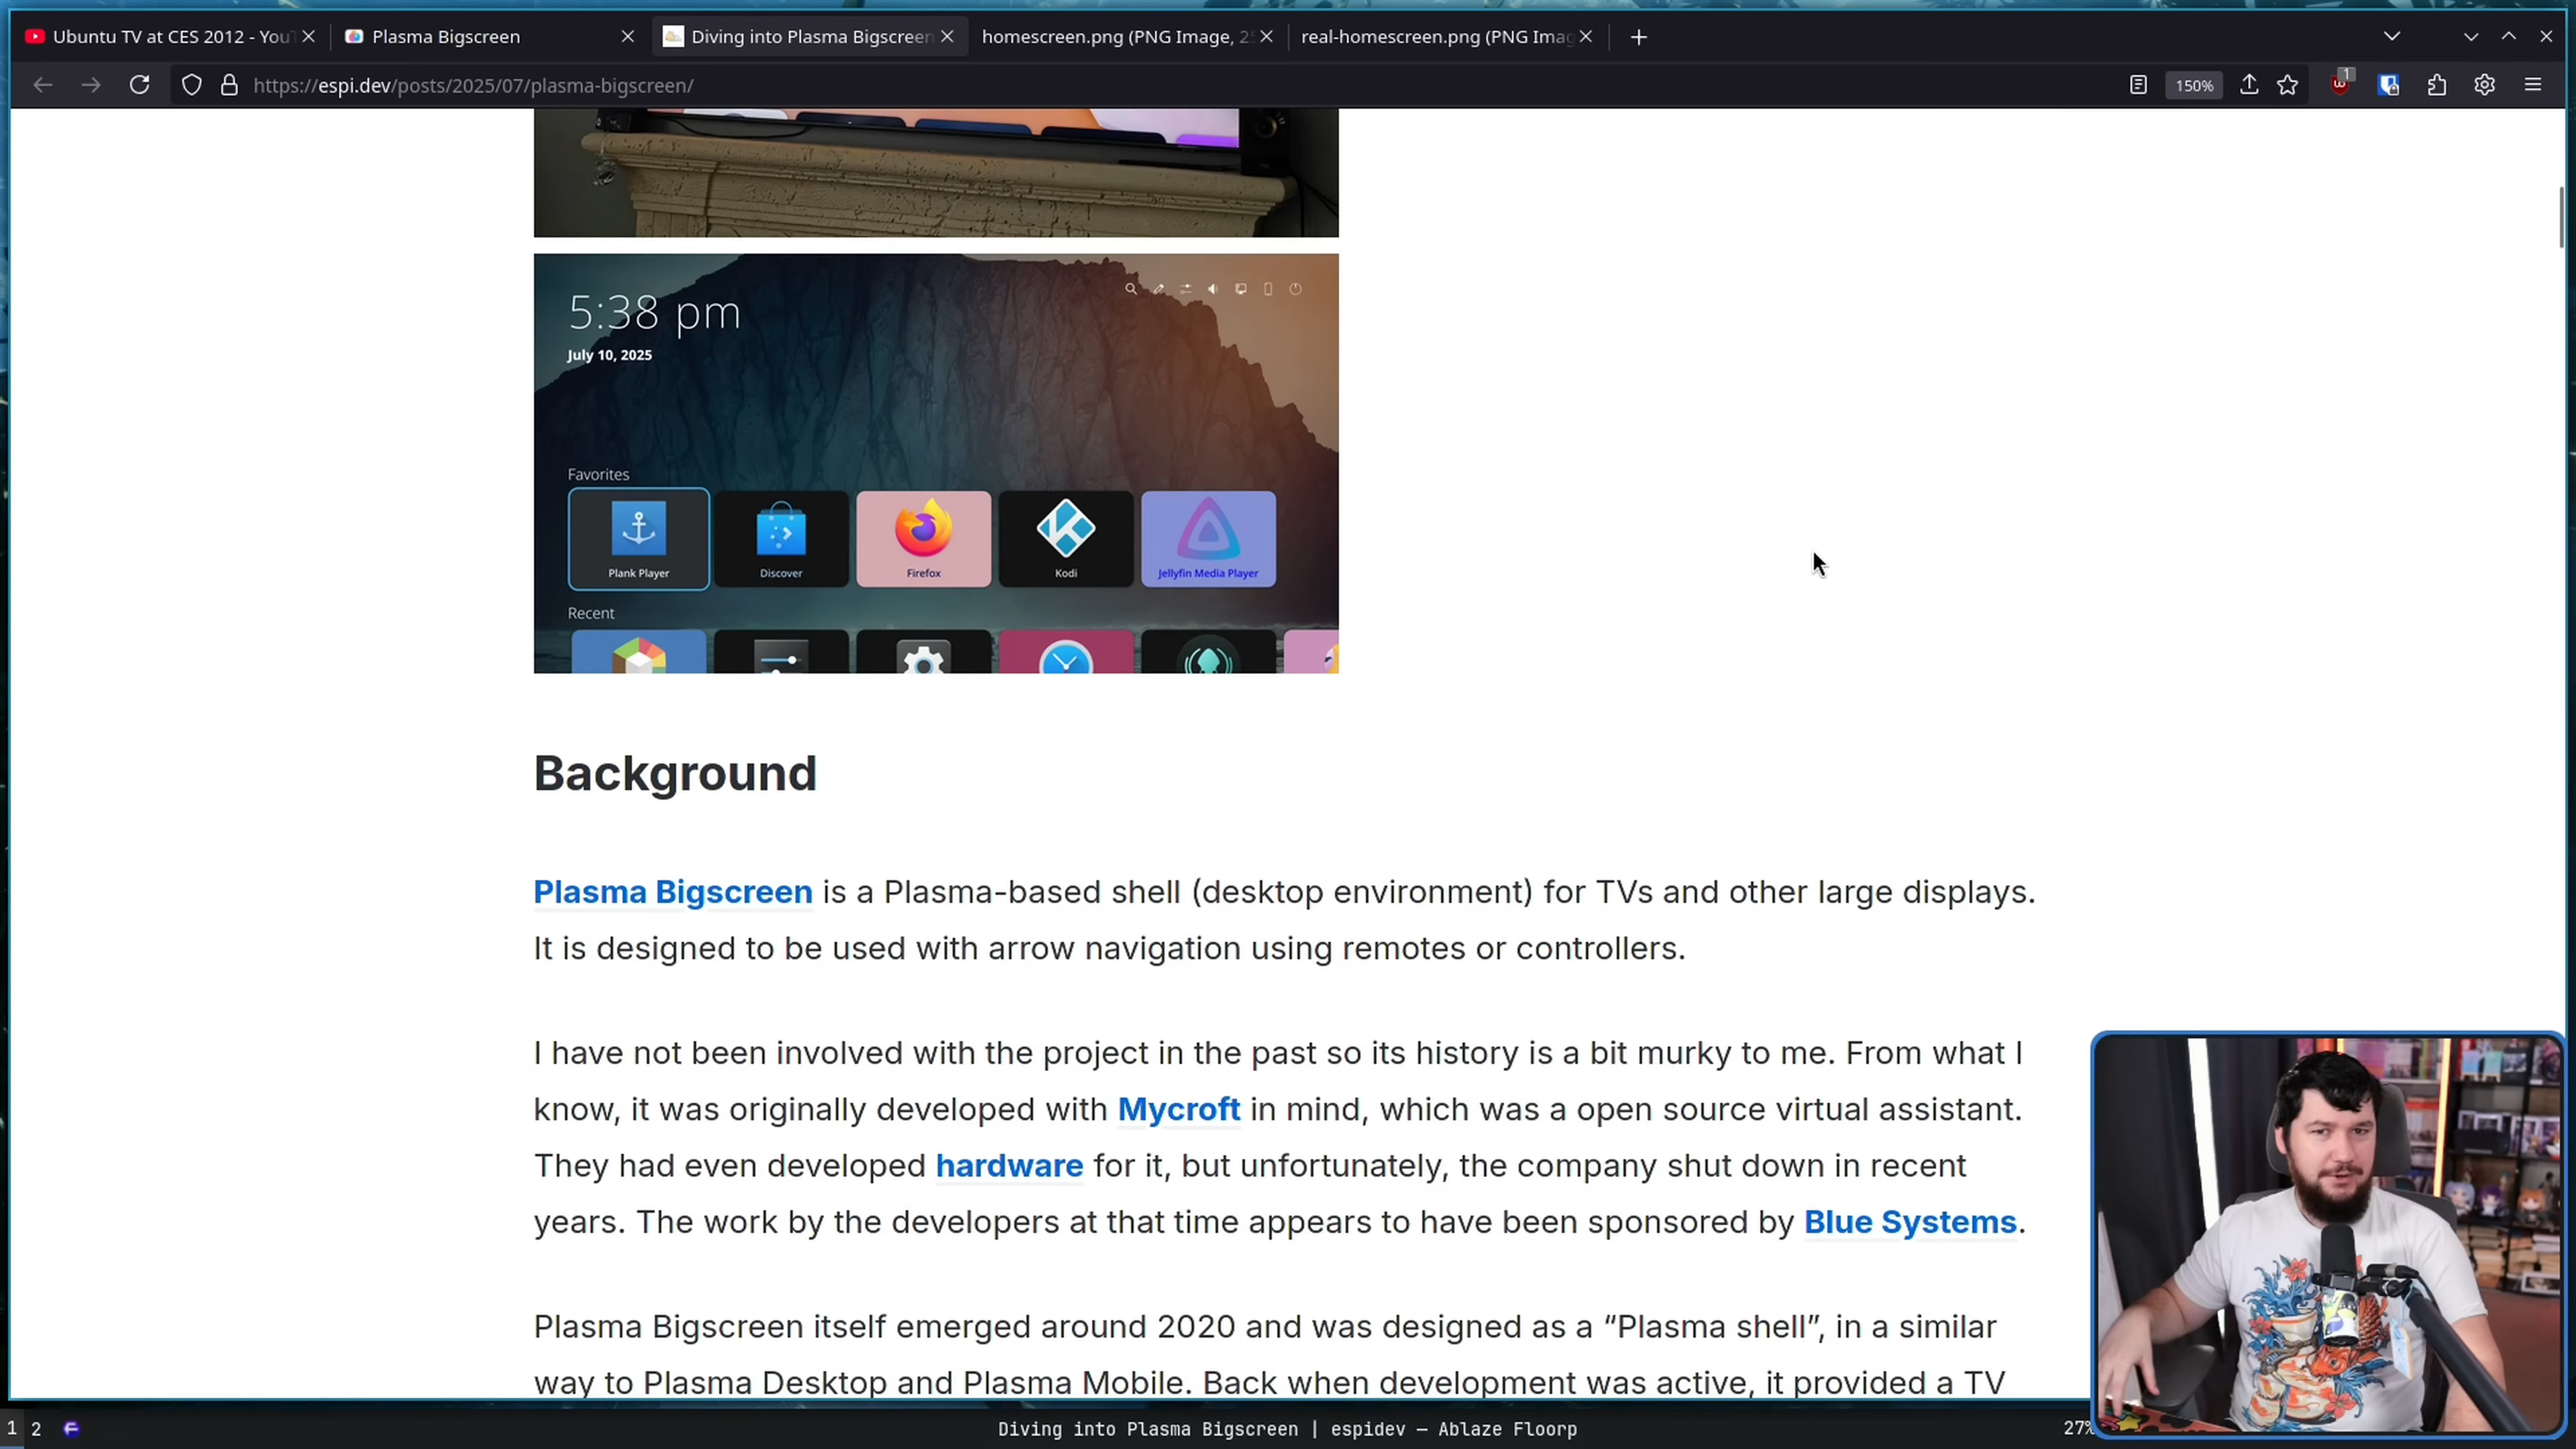 Ubuntu TV at CES 2012 - You
Plasma Bigscreen
Diving into Plasma Bigscreen
homescreen.png (PNG Image, 2
real-homescreen.png (PNG Imag
https://espi.dev/posts/2025/07/plasma-bigscreen/
150%
1
5:38 pm
July 10, 2025
Favorites
Plank Player
Discover
Firefox
Kodi
Jellyfin Media Player
Recent
Background
Plasma Bigscreen is a Plasma-based shell (desktop environment) for TVs and other large displays.
It is designed to be used with arrow navigation using remotes or controllers.
I have not been involved with the project in the past so its history is a bit murky to me. From what I
know, it was originally developed with Mycroft in mind, which was a open source virtual assistant.
They had even developed hardware for it, but unfortunately, the company shut down in recent
years. The work by the developers at that time appears to have been sponsored by Blue Systems.
Plasma Bigscreen itself emerged around 2020 and was designed as a “Plasma shell”, in a similar
way to Plasma Desktop and Plasma Mobile. Back when development was active, it provided a TV
1 2
Diving into Plasma Bigscreen | espidev — Ablaze Floorp
27%